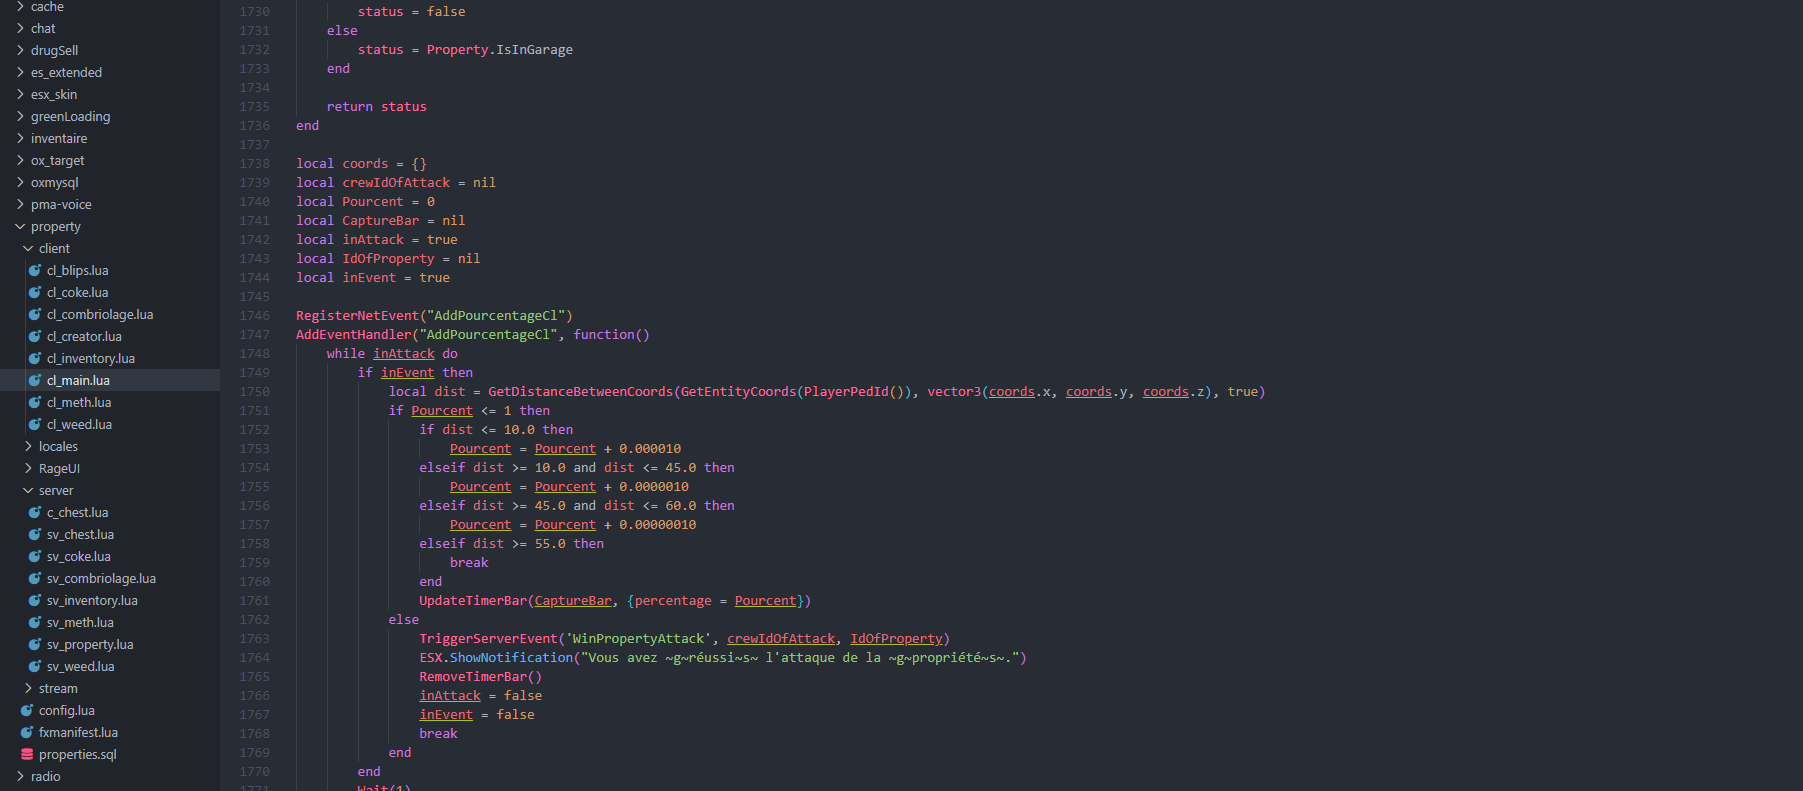 cache
chat
drugSell
es_extended
esx_skin
greenLoading
inventaire
ox_target
oxmysql
pma-voice
property
client
cl_blips.lua
cl_coke.lua
cl_combriolage.lua
cl_creator.lua
cl_inventory.lua
cl_main.lua
cl_meth.lua
cl_weed.lua
locales
RageUI
server
c_chest.lua
sv_chest.lua
sv_coke.lua
sv_combriolage.lua
sv_inventory.lua
sv_meth.lua
sv_property.lua
sv_weed.lua
stream
config.lua
fxmanifest.lua
properties.sql
radio
1730 status = false
1731 else
1732 status = Property.IsInGarage
1733 end
1734
1735 return status
1736 end
1737
1738 local coords = {}
1739 local crewIdOfAttack = nil
1740 local Pourcent = 0
1741 local CaptureBar = nil
1742 local inAttack = true
1743 local IdOfProperty = nil
1744 local inEvent = true
1745
1746 RegisterNetEvent("AddPourcentageCl")
1747 AddEventHandler("AddPourcentageCl", function()
1748 while inAttack do
1749 if inEvent then
1750 local dist = GetDistanceBetweenCoords(GetEntityCoords(PlayerPedId()), vector3(coords.x, coords.y, coords.z), true)
1751 if Pourcent <= 1 then
1752 if dist <= 10.0 then
1753 Pourcent = Pourcent + 0.000010
1754 elseif dist >= 10.0 and dist <= 45.0 then
1755 Pourcent = Pourcent + 0.0000010
1756 elseif dist >= 45.0 and dist <= 60.0 then
1757 Pourcent = Pourcent + 0.00000010
1758 elseif dist >= 55.0 then
1759 break
1760 end
1761 UpdateTimerBar(CaptureBar, {percentage = Pourcent})
1762 else
1763 TriggerServerEvent('WinPropertyAttack', crewIdOfAttack, IdOfProperty)
1764 ESX.ShowNotification("Vous avez ~g~réussi~s~ l'attaque de la ~g~propriété~s~.")
1765 RemoveTimerBar()
1766 inAttack = false
1767 inEvent = false
1768 break
1769 end
1770 end
1771 Wait(1)